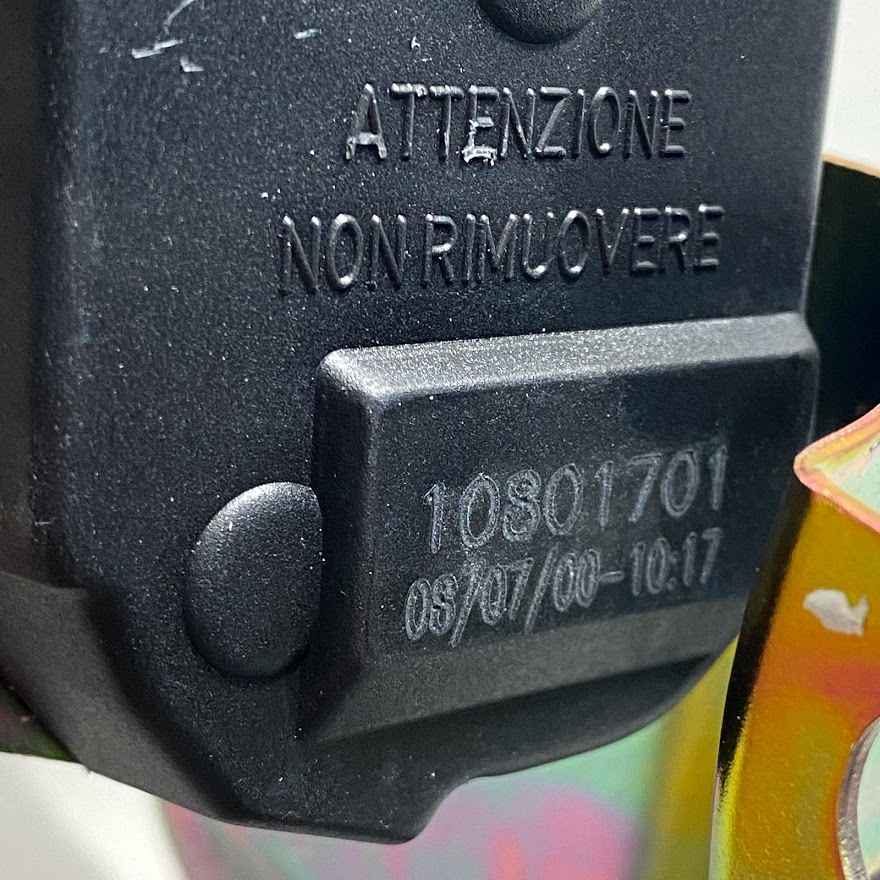 ATTENZIONE
NON RIMUOVERE
10801701
08/07/00-10:17